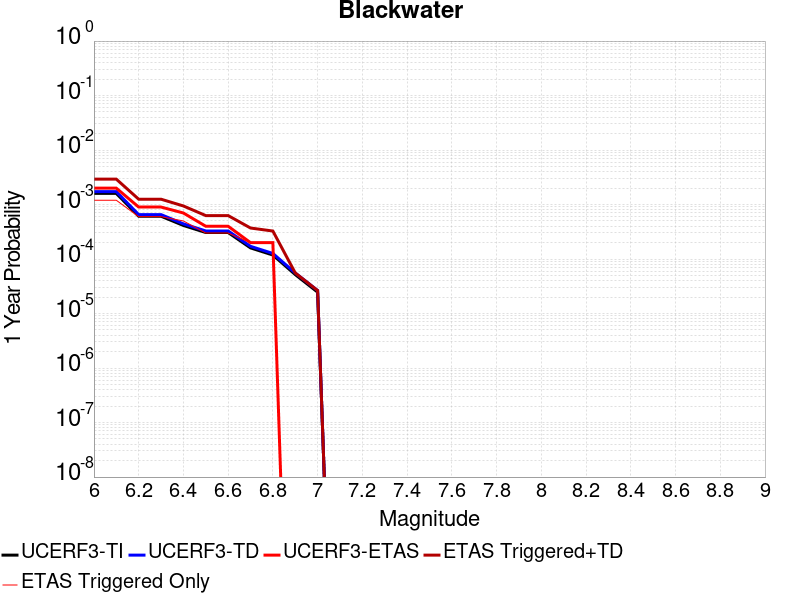 Blackwater
10^0
10^-1
10^-2
10^-3
10^-4
10^-5
10^-6
10^-7
10^-8
1 Year Probability
6 6.2 6.4 6.6 6.8 7 7.2 7.4 7.6 7.8 8 8.2 8.4 8.6 8.8 9
Magnitude
UCERF3-TI UCERF3-TD UCERF3-ETAS ETAS Triggered+TD
ETAS Triggered Only